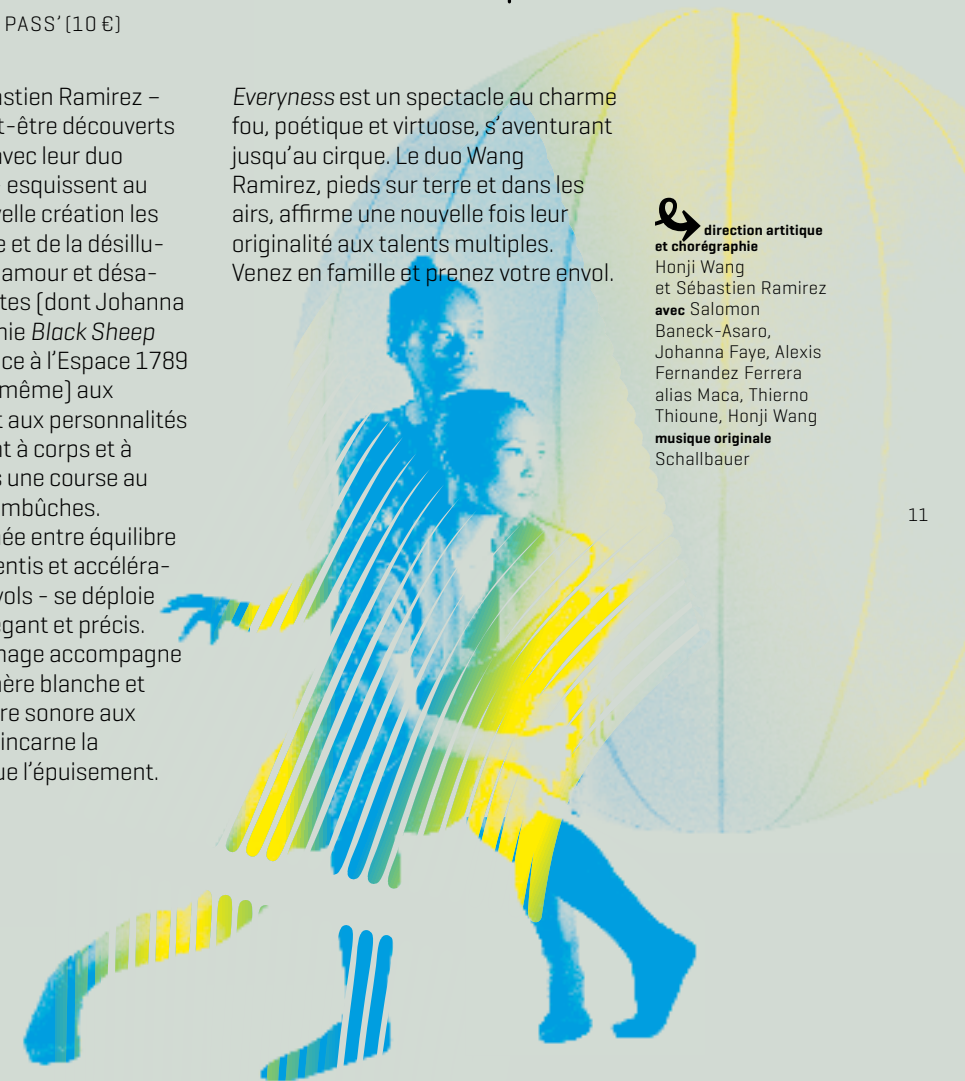 PASS’ (10 €)
astien Ramirez –
t-être découverts
avec leur duo
esquissent au
velle création les
e et de la désillu-
amour et désa-
tes (dont Johanna
nie Black Sheep
ce à l’Espace 1789
même) aux
t aux personnalités
nt à corps et à
s une course au
mbûches.
ée entre équilibre
entis et accéléra-
vols - se déploie
égant et précis.
nage accompagne
ère blanche et
re sonore aux
incarne la
ue l’épuisement.
Everyness est un spectacle au charme
fou, poétique et virtuose, s’aventurant
jusqu’au cirque. Le duo Wang
Ramirez, pieds sur terre et dans les
airs, affirme une nouvelle fois leur
originalité aux talents multiples.
Venez en famille et prenez votre envol.
direction artitique
et chorégraphie
Honji Wang
et Sébastien Ramirez
avec Salomon
Baneck-Asaro,
Johanna Faye, Alexis
Fernandez Ferrera
alias Maca, Thierno
Thioune, Honji Wang
musique originale
Schallbauer
11